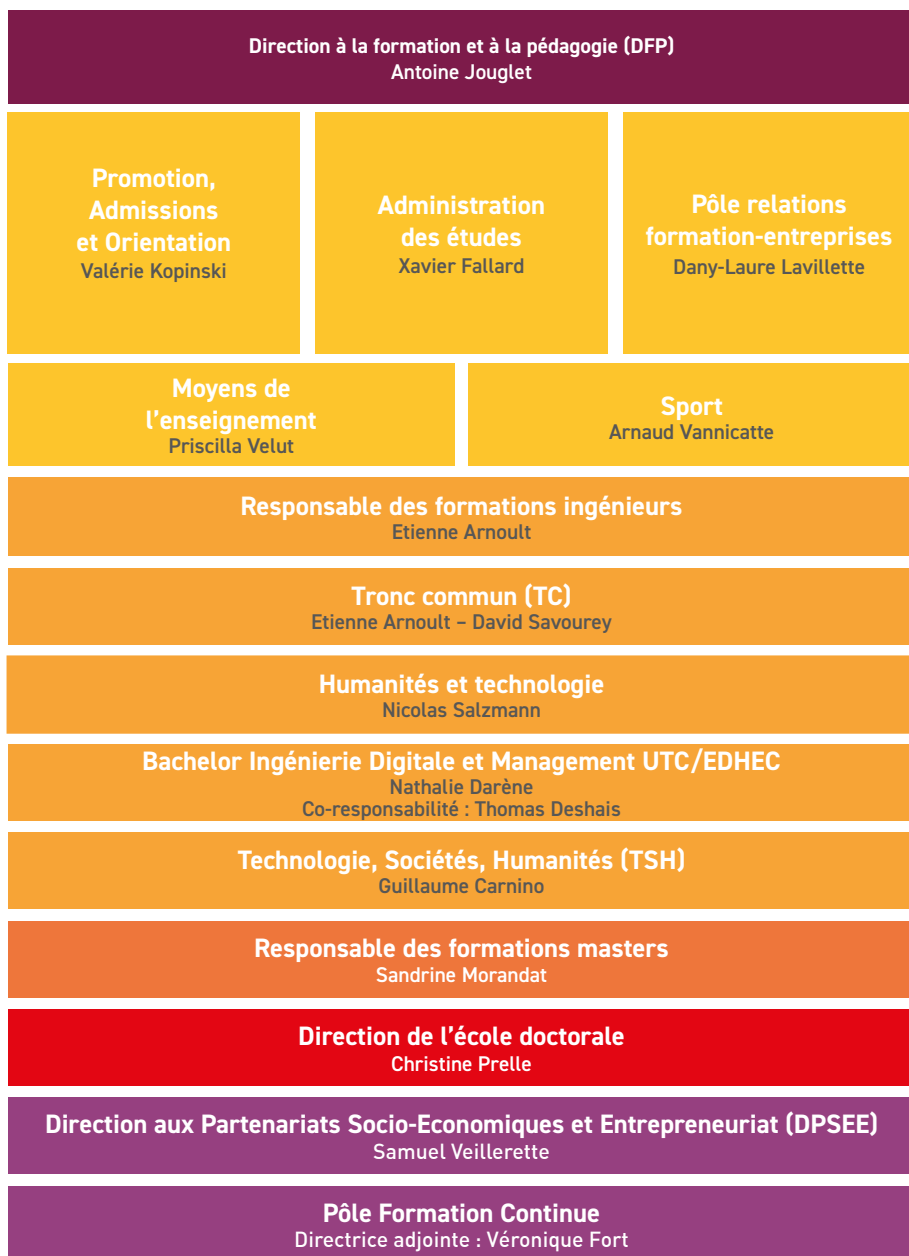 Direction à la formation et à la pédagogie (DFP)
Antoine Jouglet
Promotion,
Admissions
et Orientation
Valérie Kopinski
Administration
des études
Xavier Fallard
Pôle relations
formation-entreprises
Dany-Laure Lavillette
Moyens de
l’enseignement
Priscilla Velut
Sport
Arnaud Vannicatte
Responsable des formations ingénieurs
Etienne Arnoult
Tronc commun (TC)
Etienne Arnoult – David Savourey
Humanités et technologie
Nicolas Salzmann
Bachelor Ingénierie Digitale et Management UTC/EDHEC
Nathalie Darène
Co-responsabilité : Thomas Deshais
Technologie, Sociétés, Humanités (TSH)
Guillaume Carnino
Responsable des formations masters
Sandrine Morandat
Direction de l’école doctorale
Christine Prelle
Direction aux Partenariats Socio-Economiques et Entrepreneuriat (DPSEE)
Samuel Veillerette
Pôle Formation Continue
Directrice adjointe : Véronique Fort